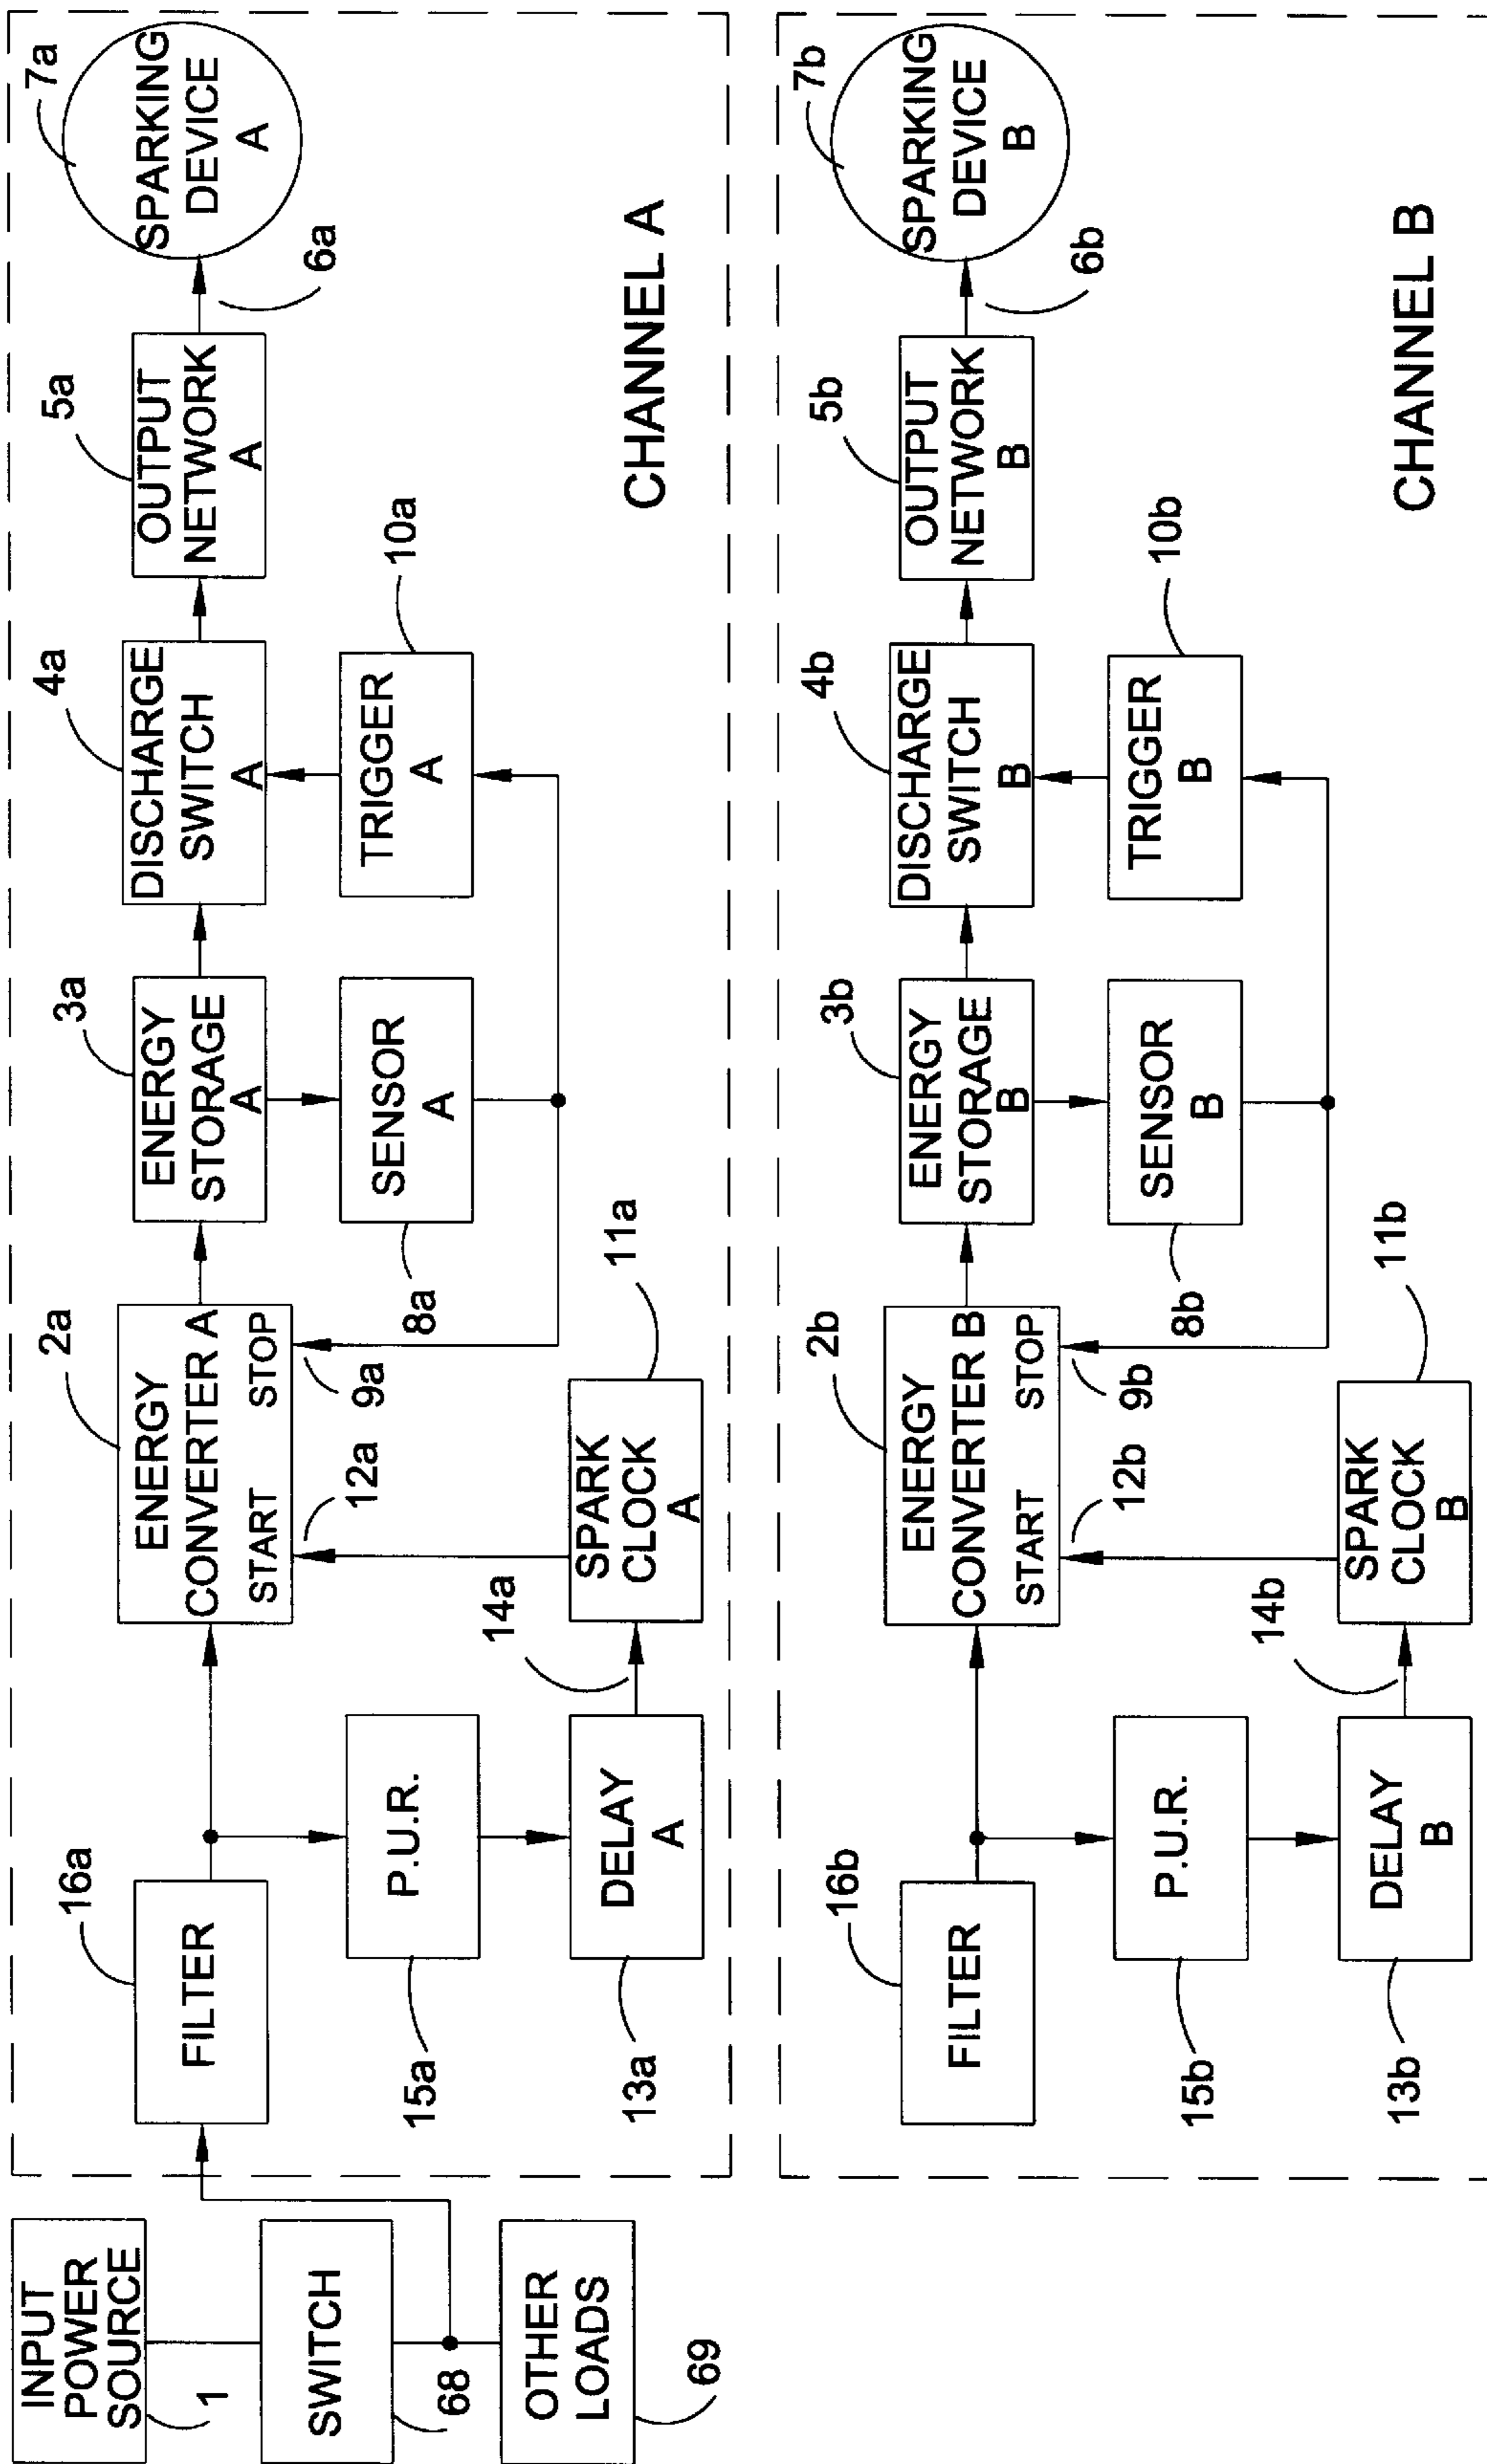 INPUT
POWER
SOURCE
1
SWITCH
68
OTHER
LOADS
69
16a
FILTER
15a
P.U.R.
13a
DELAY
A
14a
2a
ENERGY
CONVERTER A
START STOP
12a
9a
11a
SPARK
CLOCK
A
3a
ENERGY
STORAGE
A
8a
SENSOR
A
4a
DISCHARGE
SWITCH
A
10a
TRIGGER
A
5a
OUTPUT
NETWORK
A
6a
7a
SPARKING
DEVICE
A
CHANNEL A
16b
FILTER
15b
P.U.R.
13b
DELAY
B
14b
2b
ENERGY
CONVERTER B
START STOP
12b
9b
11b
SPARK
CLOCK
B
3b
ENERGY
STORAGE
B
8b
SENSOR
B
4b
DISCHARGE
SWITCH
B
10b
TRIGGER
B
5b
OUTPUT
NETWORK
B
6b
7b
SPARKING
DEVICE
B
CHANNEL B